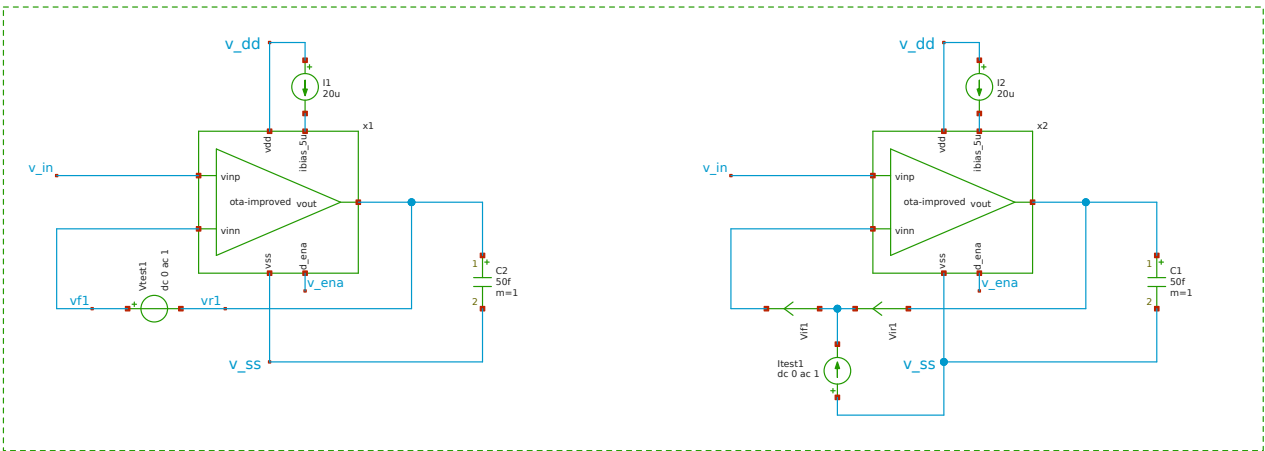 v_dd
+
I1
20u
x1
vdd
ibias_5u
v_in
vinp
ota-improved
vout
vinn
vss
d_ena
v_ena
Vtest1
dc 0 ac 1
vf1
+
vr1
1
+
C2
50f
2
m=1
v_ss
v_dd
+
I2
20u
x2
vdd
ibias_5u
v_in
vinp
ota-improved
vout
vinn
vss
d_ena
v_ena
1
+
C1
50f
2
m=1
Vif1
Vir1
Itest1
dc 0 ac 1
+
v_ss